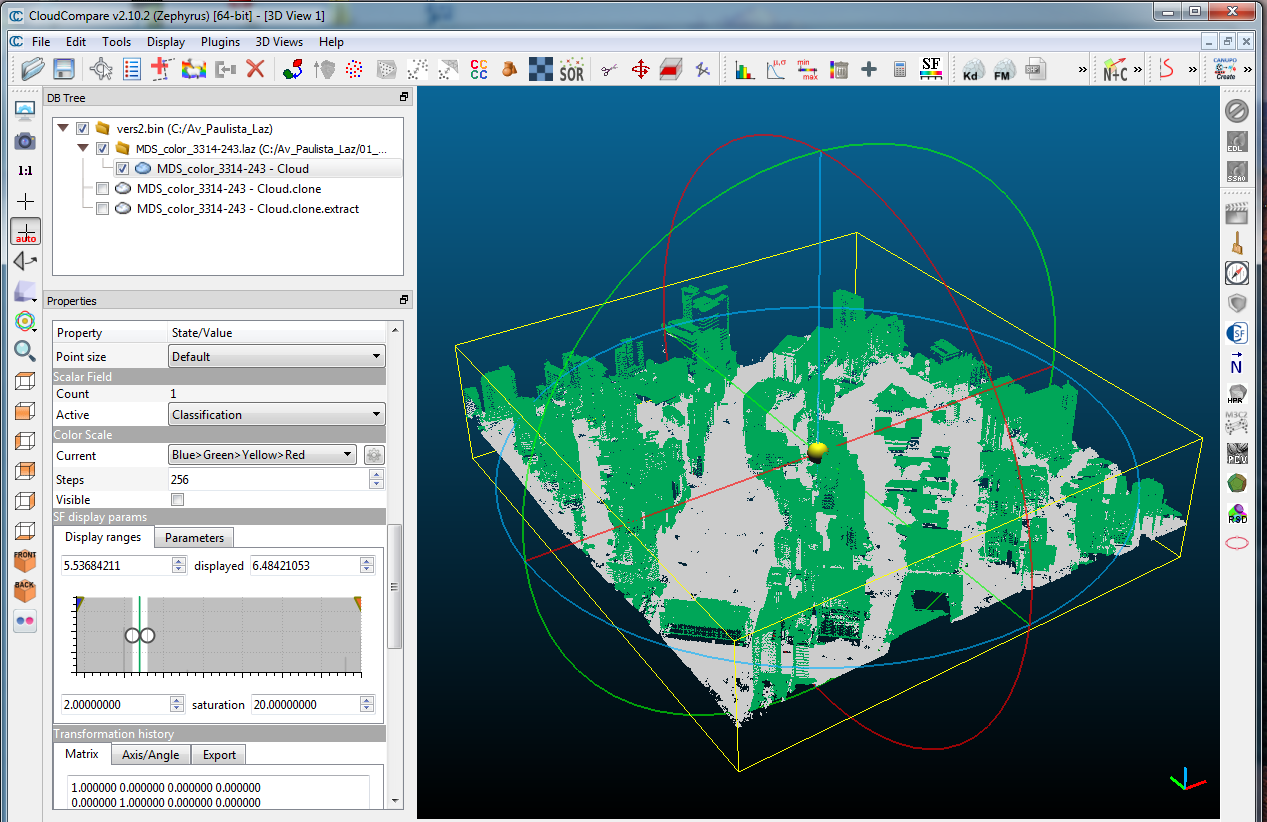 CloudCompare v2.10.2 (Zephyrus) [64-bit] - [3D View 1]
File Edit Tools Display Plugins 3D Views Help
CC CC SOR μ,σ min max SF Kd FM » N+C » » CANUPO Create »
DB Tree
vers2.bin (C:/Av_Paulista_Laz)
MDS_color_3314-243.laz (C:/Av_Paulista_Laz/01_...
MDS_color_3314-243 - Cloud
MDS_color_3314-243 - Cloud.clone
MDS_color_3314-243 - Cloud.clone.extract
1:1
auto
EDL
SSAO
Properties
Property State/Value
Point size Default
Scalar Field
Count 1
Active Classification
Color Scale
Current Blue>Green>Yellow>Red
Steps 256
Visible
SF display params
Display ranges Parameters
5.53684211 displayed 6.48421053
2.00000000 saturation 20.00000000
Transformation history
Matrix Axis/Angle Export
1.000000 0.000000 0.000000 0.000000
0.000000 1.000000 0.000000 0.000000
FRONT
BACK
SF
N
HPR
M3C2
PCV
RSD